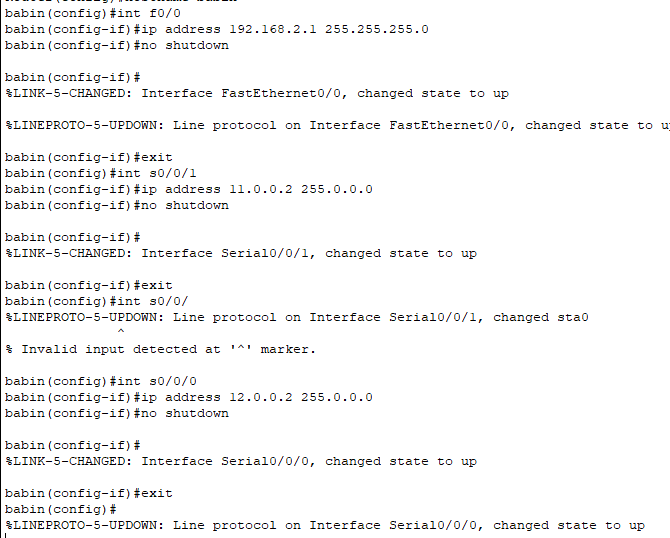 babin(config)#int f0/0
babin(config-if)#ip address 192.168.2.1 255.255.255.0
babin(config-if)#no shutdown
babin(config-if)#
%LINK-5-CHANGED: Interface FastEthernet0/0, changed state to up
%LINEPROTO-5-UPDOWN: Line protocol on Interface FastEthernet0/0, changed state to u
babin(config-if)#exit
babin(config)#int s0/0/1
babin(config-if)#ip address 11.0.0.2 255.0.0.0
babin(config-if)#no shutdown
babin(config-if)#
%LINK-5-CHANGED: Interface Serial0/0/1, changed state to up
babin(config-if)#exit
babin(config)#int s0/0/
%LINEPROTO-5-UPDOWN: Line protocol on Interface Serial0/0/1, changed sta0
^
% Invalid input detected at '^' marker.
babin(config)#int s0/0/0
babin(config-if)#ip address 12.0.0.2 255.0.0.0
babin(config-if)#no shutdown
babin(config-if)#
%LINK-5-CHANGED: Interface Serial0/0/0, changed state to up
babin(config-if)#exit
babin(config)#
%LINEPROTO-5-UPDOWN: Line protocol on Interface Serial0/0/0, changed state to up